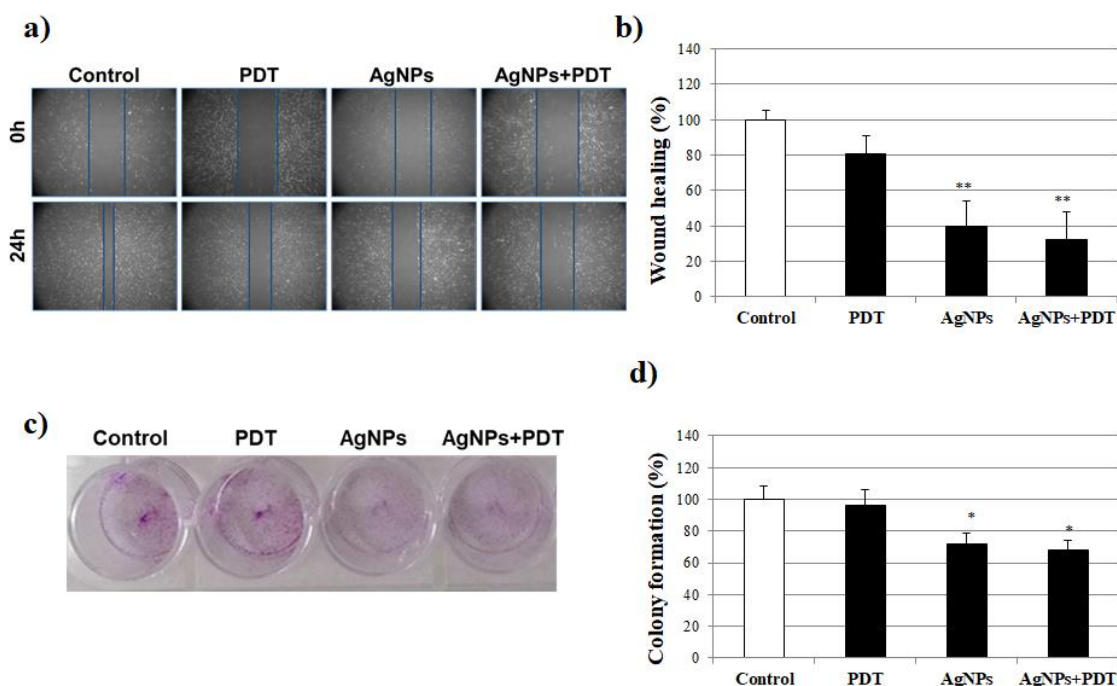 a)
Control PDT AgNPs AgNPs+PDT
0h
24h
b)
Wound healing (%)
140
120
100
80
60
40
20
0
**
**
Control PDT AgNPs AgNPs+PDT
c)
Control PDT AgNPs AgNPs+PDT
d)
Colony formation (%)
140
120
100
80
60
40
20
0
*
*
Control PDT AgNPs AgNPs+PDT